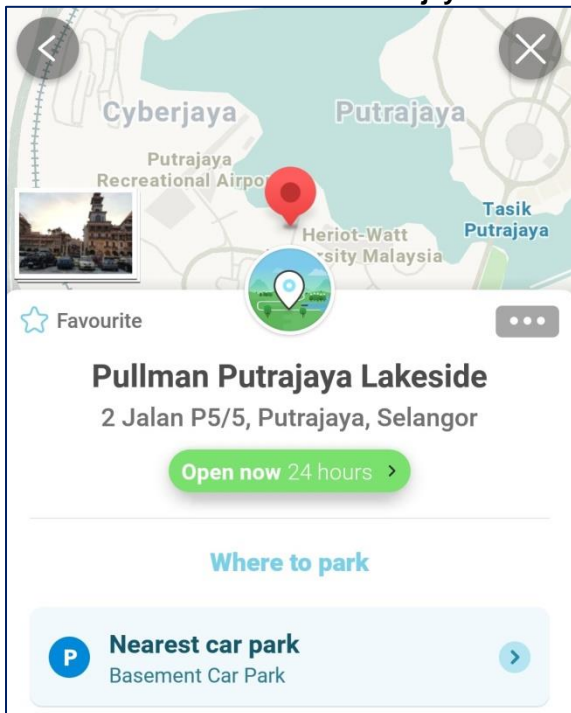 Cyberjaya
Putrajaya
Putrajaya
Recreational Airpo
Tasik
Putrajaya
Heriot-Watt
rsity Malaysia
Favourite
Pullman Putrajaya Lakeside
2 Jalan P5/5, Putrajaya, Selangor
Open now 24 hours
Where to park
P
Nearest car park
Basement Car Park